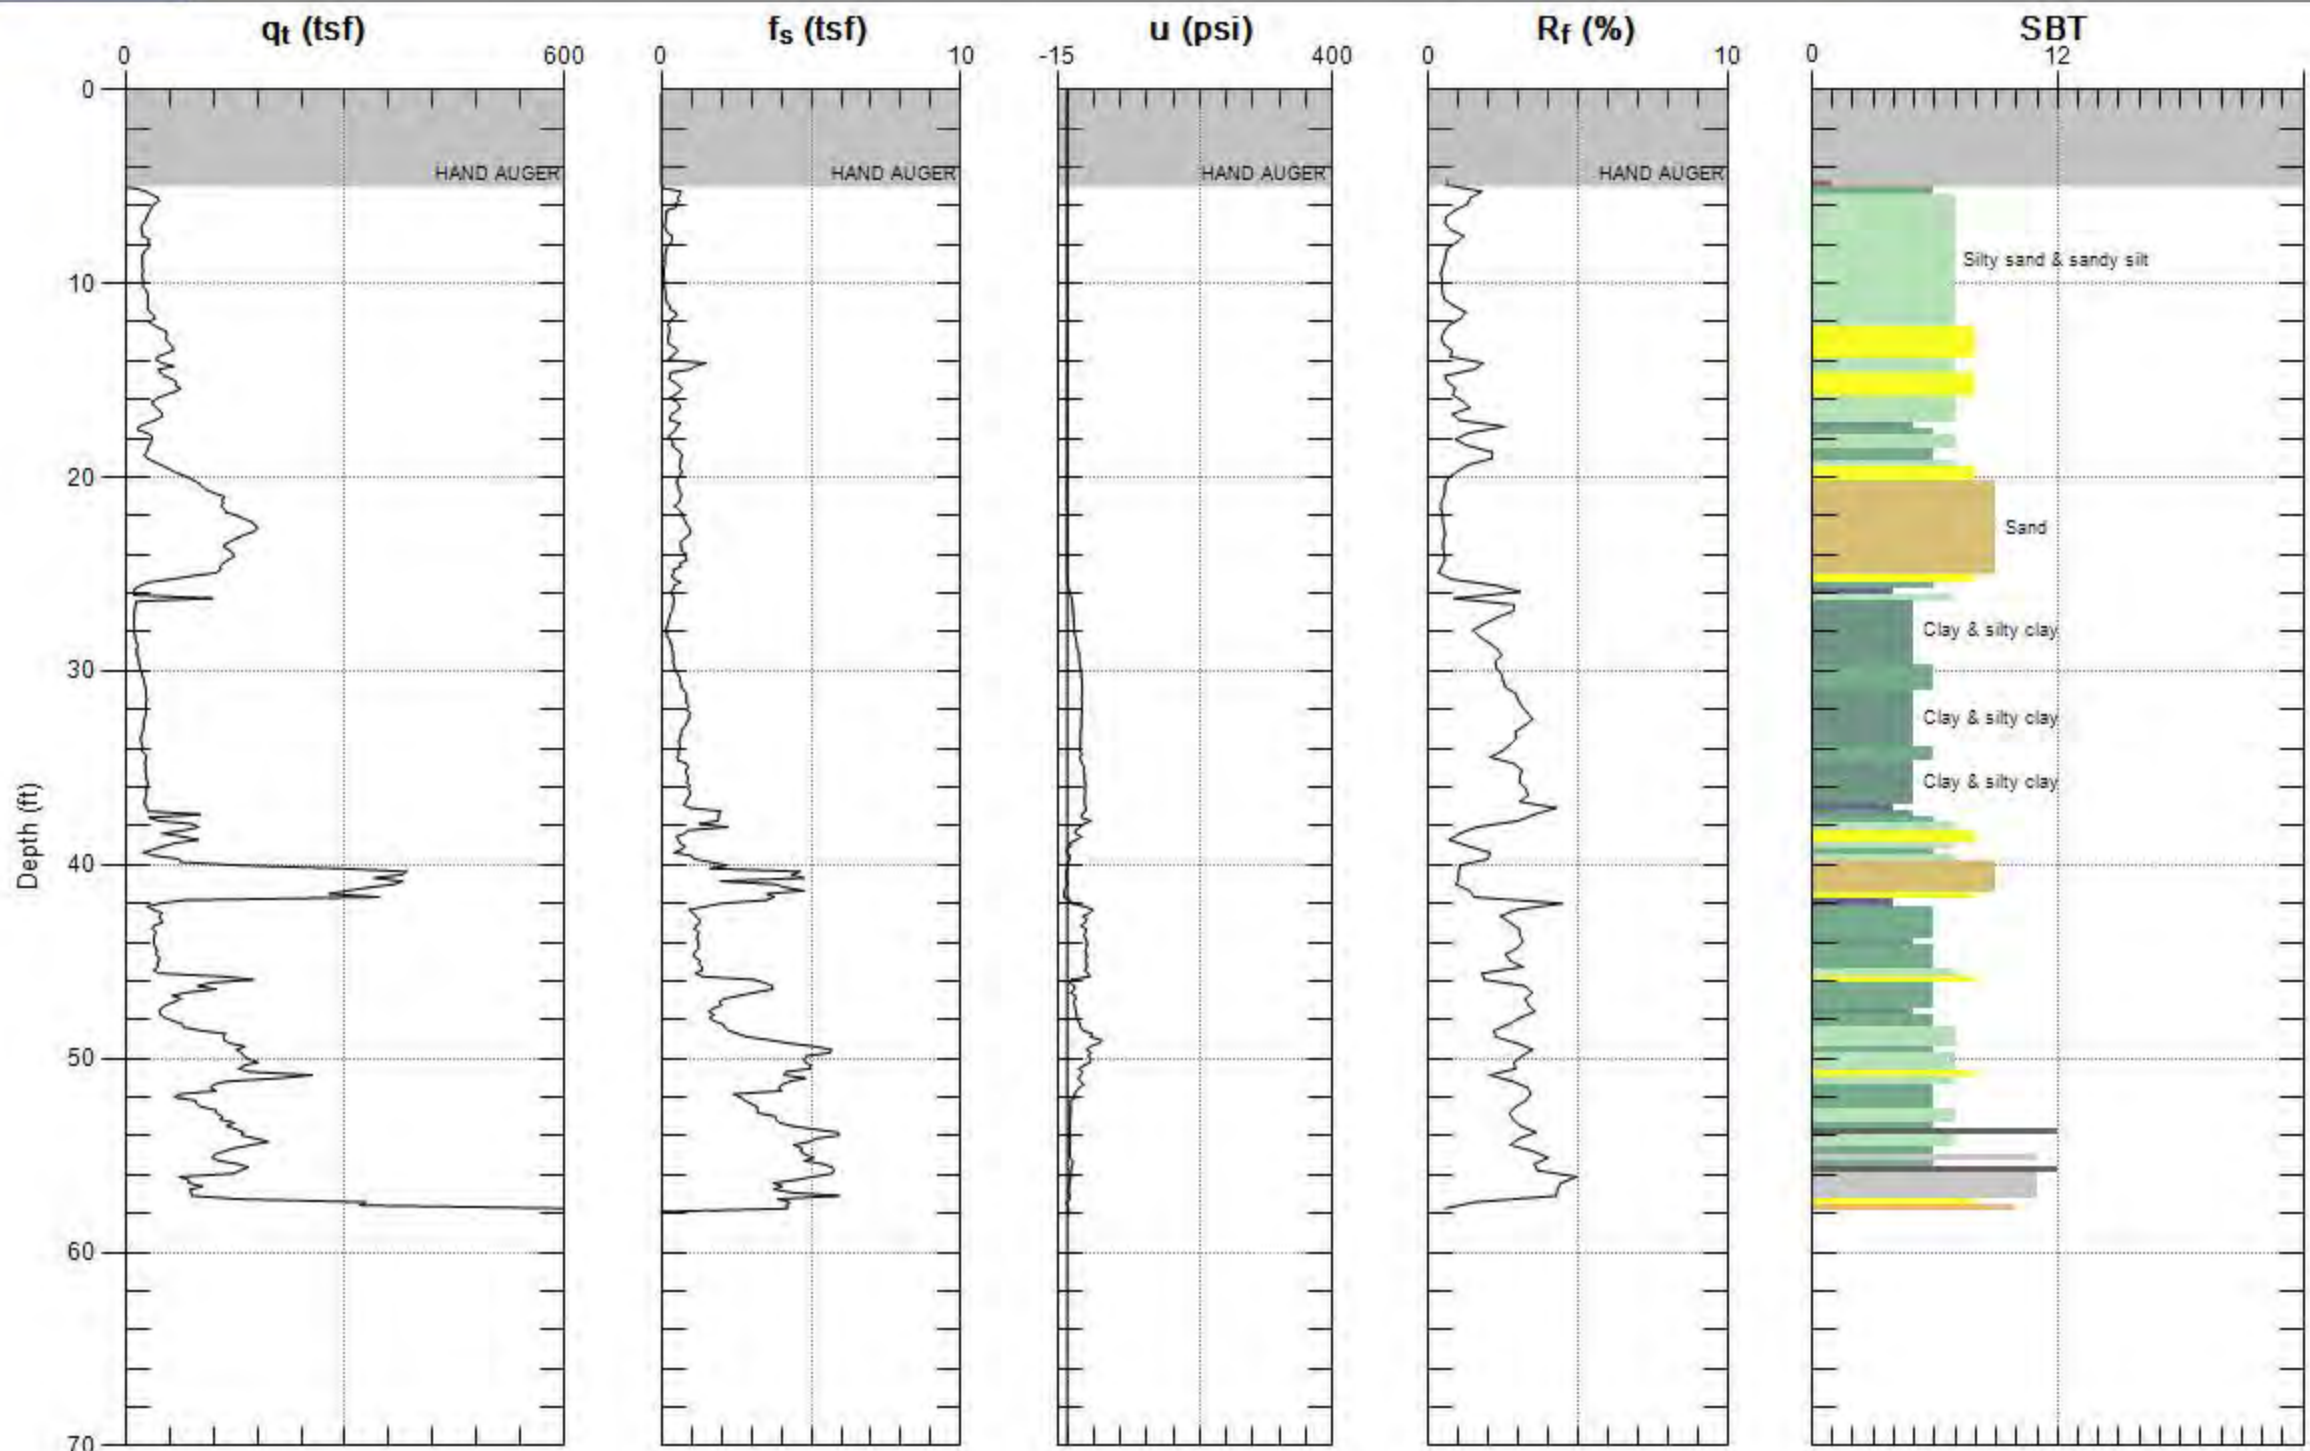 qt (tsf) fs (tsf) u (psi) Rf (%) SBT
0 600 0 10 -15 400 0 10 0 12
0
HAND AUGER HAND AUGER HAND AUGER HAND AUGER
Silty sand & sandy silt
10
20
Sand
Clay & silty clay
30
Clay & silty clay
Clay & silty clay
Depth (ft)
40
50
60
70